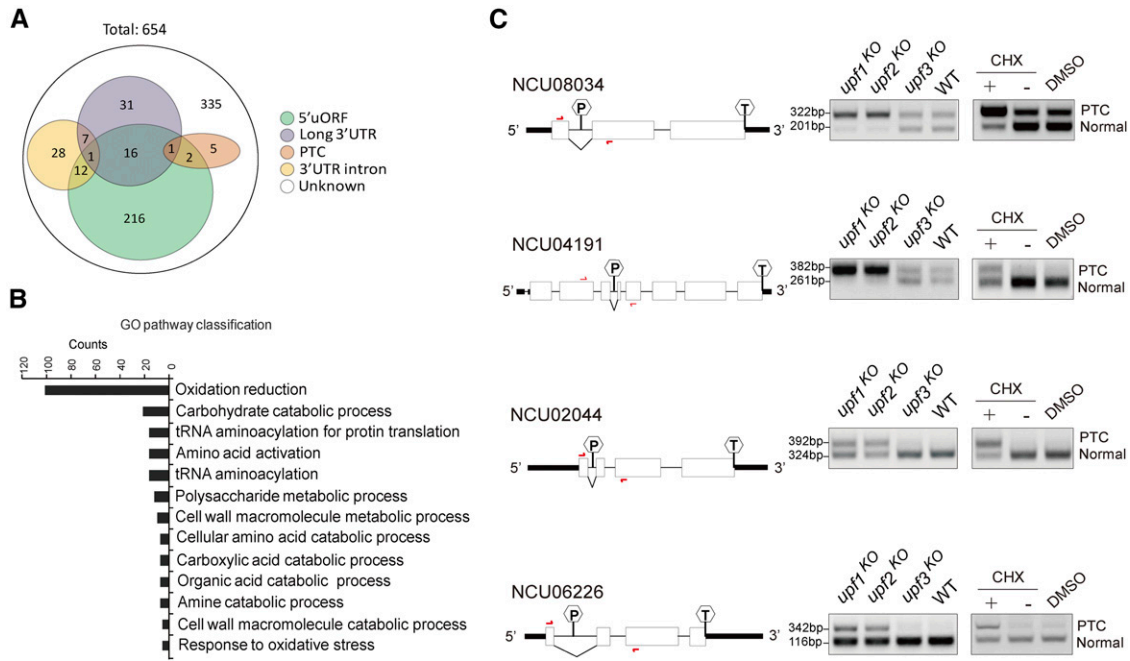 A
Total: 654
31
335
7
1
16
1
2
5
28
12
216
5'uORF
Long 3'UTR
PTC
3'UTR intron
Unknown
B
GO pathway classification
Counts
120 100 80 60 40 20 0
Oxidation reduction
Carbohydrate catabolic process
tRNA aminoacylation for protin translation
Amino acid activation
tRNA aminoacylation
Polysaccharide metabolic process
Cell wall macromolecule metabolic process
Cellular amino acid catabolic process
Carboxylic acid catabolic process
Organic acid catabolic process
Amine catabolic process
Cell wall macromolecule catabolic process
Response to oxidative stress
C
NCU08034
5' P T 3'
upf1 KO upf2 KO upf3 KO WT
322bp
201bp
CHX DMSO
+ -
PTC
Normal
NCU04191
5' P T 3'
upf1 KO upf2 KO upf3 KO WT
382bp
261bp
CHX DMSO
+ -
PTC
Normal
NCU02044
5' P T 3'
upf1 KO upf2 KO upf3 KO WT
392bp
324bp
CHX DMSO
+ -
PTC
Normal
NCU06226
5' P T 3'
upf1 KO upf2 KO upf3 KO WT
342bp
116bp
CHX DMSO
+ -
PTC
Normal